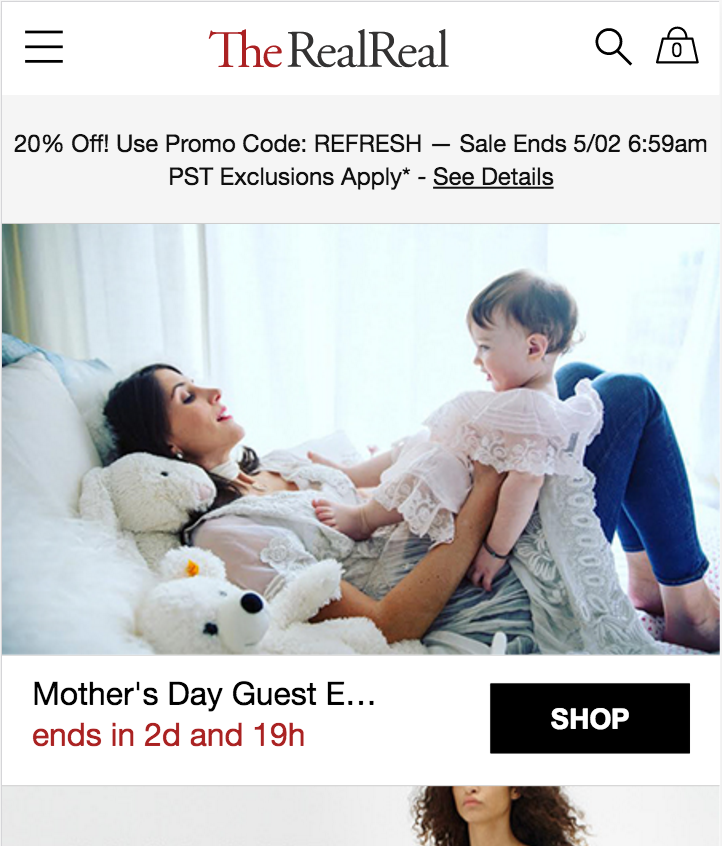 The RealReal
0
20% Off! Use Promo Code: REFRESH — Sale Ends 5/02 6:59am
PST Exclusions Apply* - See Details
Mother's Day Guest E...
ends in 2d and 19h
SHOP